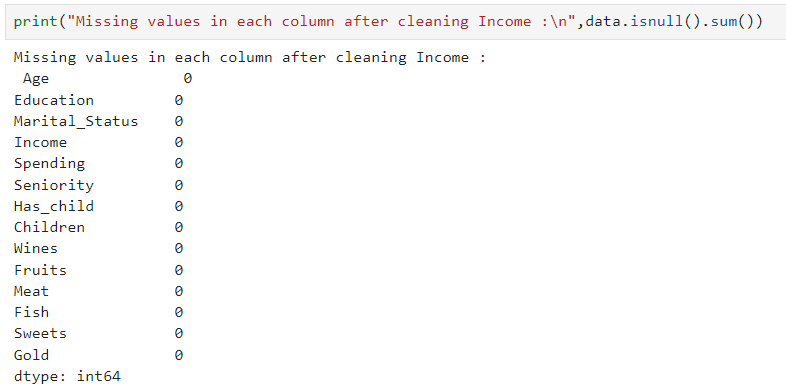 print("Missing values in each column after cleaning Income :\n",data.isnull().sum())
Missing values in each column after cleaning Income :
 Age               0
Education         0
Marital_Status    0
Income            0
Spending          0
Seniority         0
Has_child         0
Children          0
Wines             0
Fruits            0
Meat              0
Fish              0
Sweets            0
Gold              0
dtype: int64